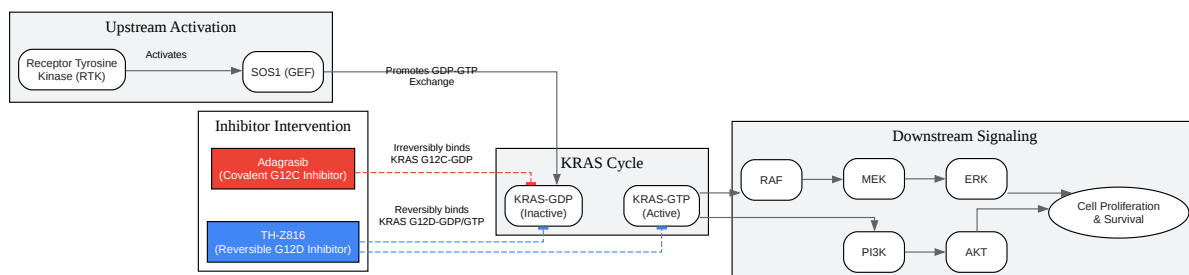 Upstream Activation
Receptor Tyrosine
Kinase (RTK)
Activates
SOS1 (GEF)
Promotes GDP-GTP
Exchange
Inhibitor Intervention
Adagrasib
(Covalent G12C Inhibitor)
Irreversibly binds
KRAS G12C-GDP
TH-Z816
(Reversible G12D Inhibitor)
Reversibly binds
KRAS G12D-GDP/GTP
KRAS Cycle
KRAS-GDP
(Inactive)
KRAS-GTP
(Active)
Downstream Signaling
RAF
MEK
ERK
PI3K
AKT
Cell Proliferation
& Survival